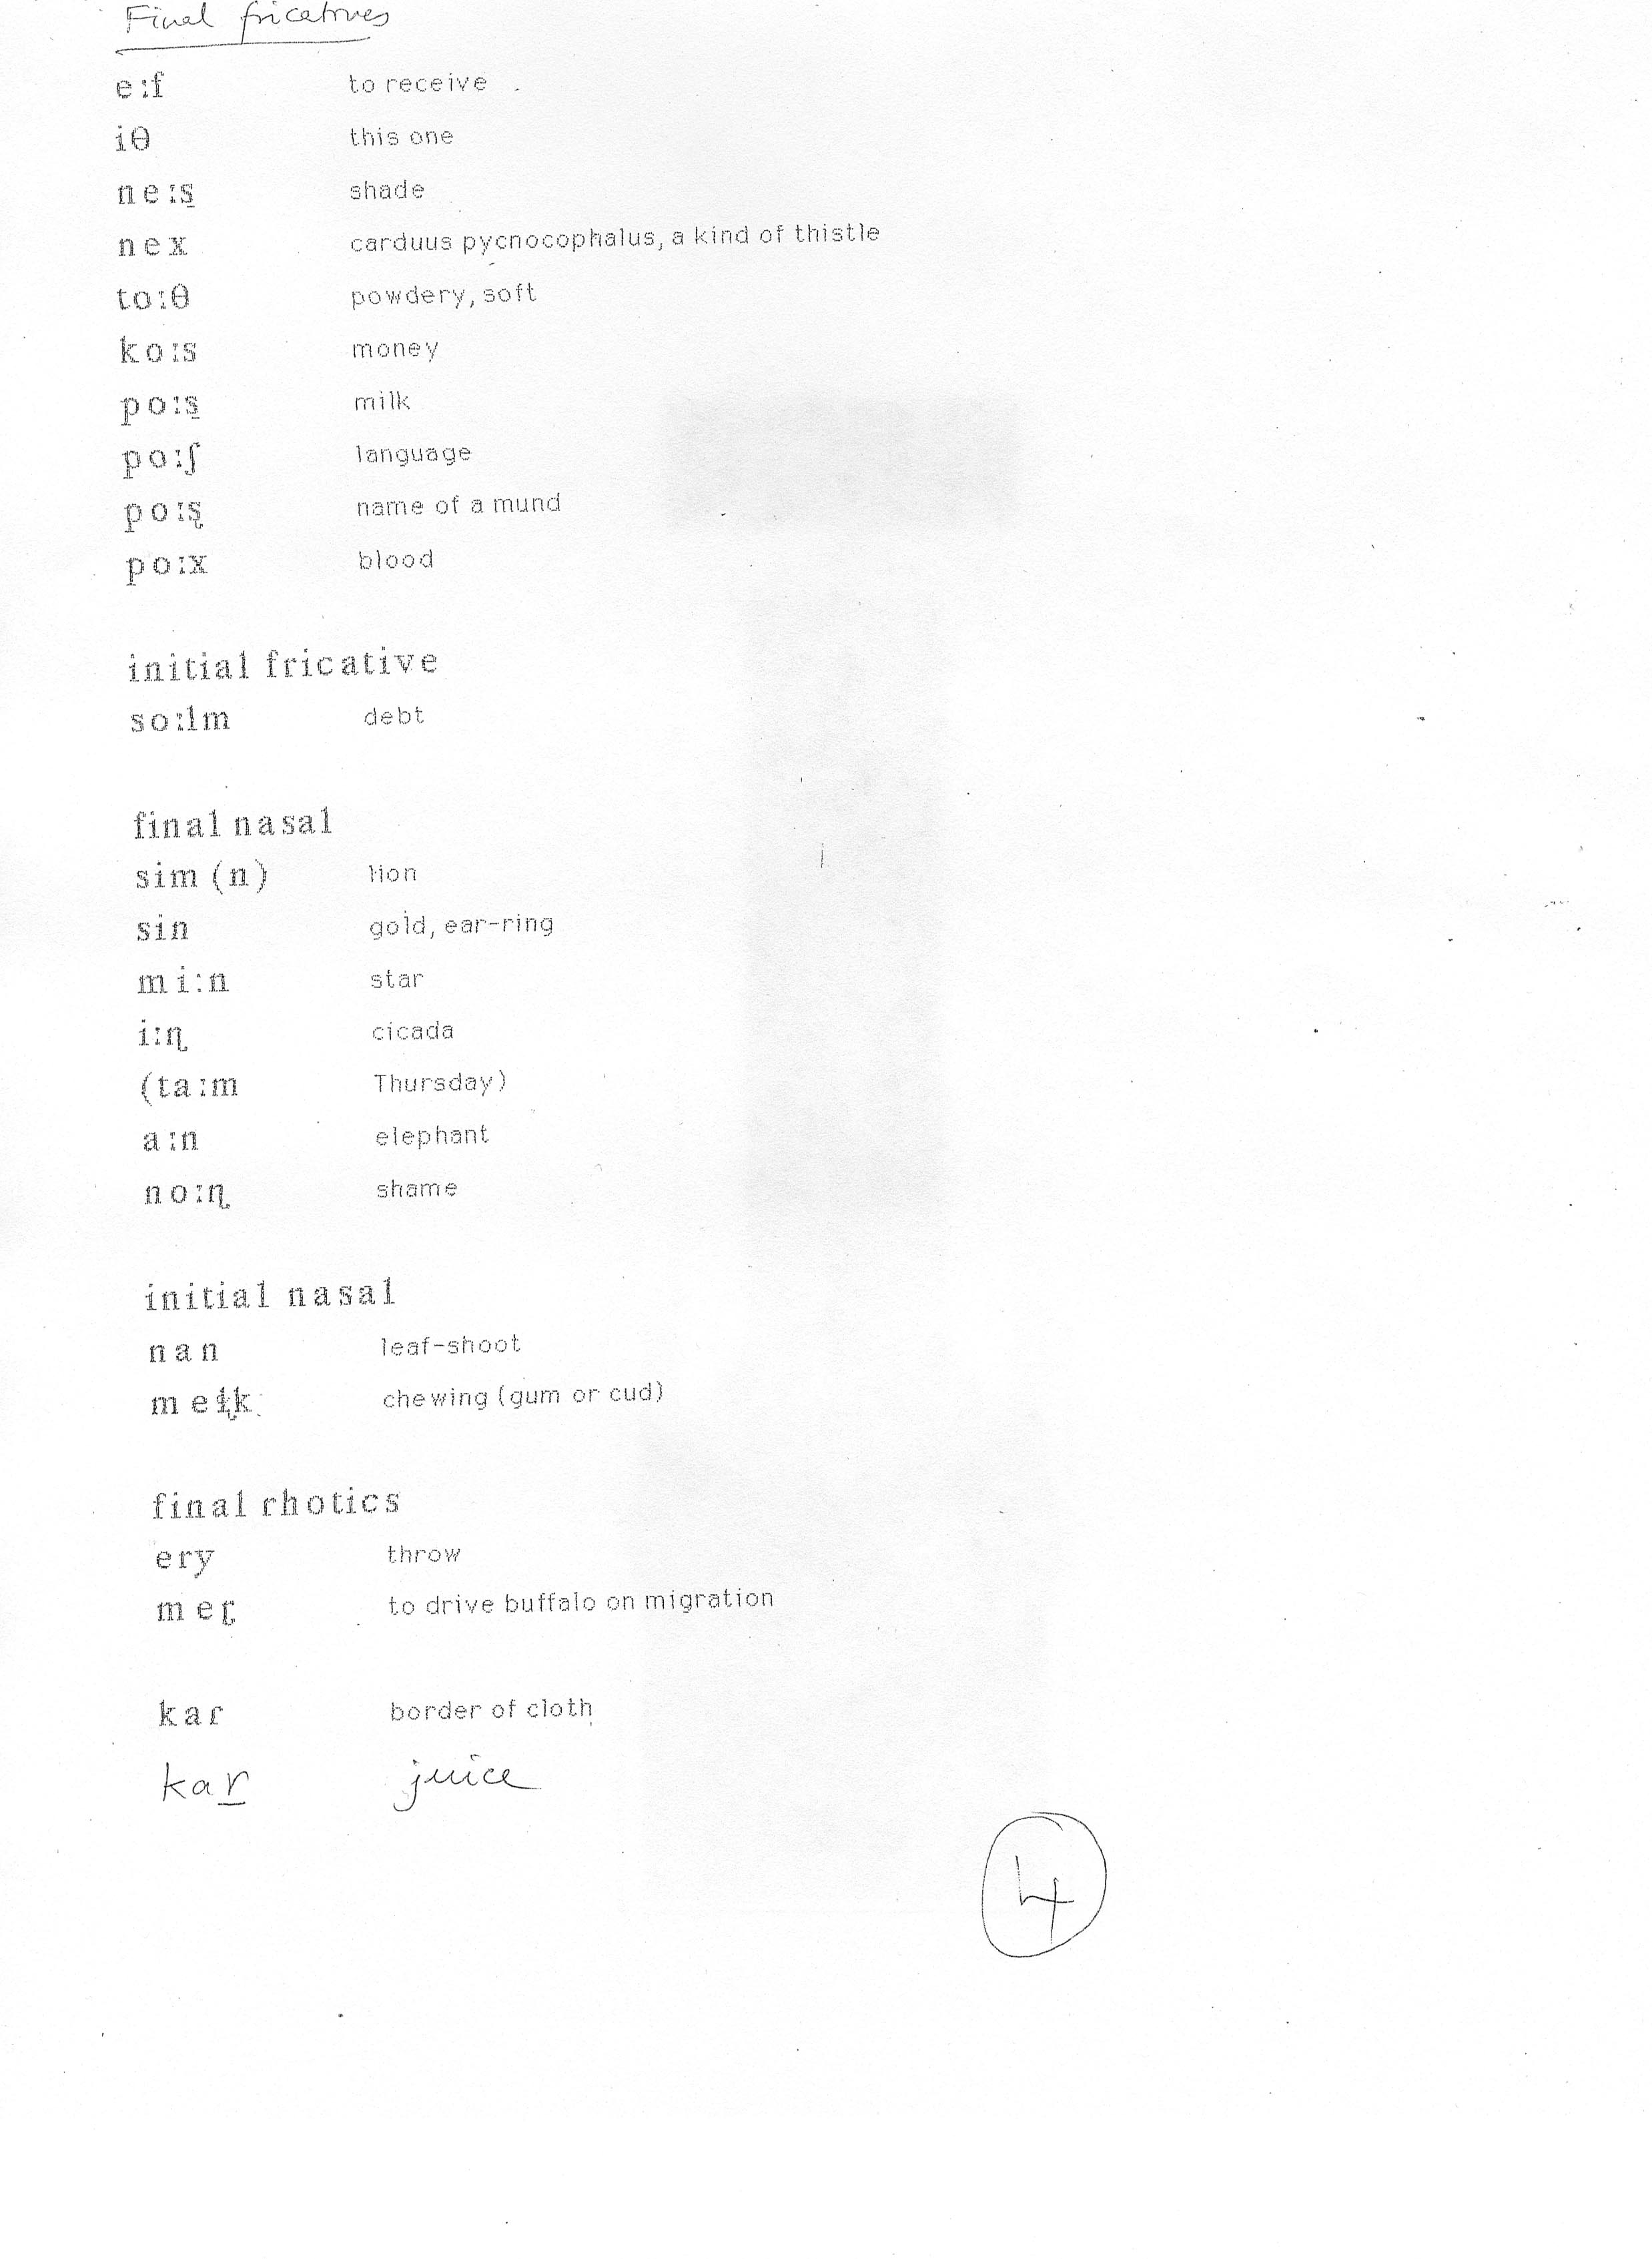 Final fricatives
e:f to receive
iθ this one
ne:s̠ shade
nex carduus pycnocophalus, a kind of thistle
to:θ powdery, soft
ko:s money
po:s̠ milk
po:ʃ language
po:ʂ name of a mund
po:x blood
initial fricative
so:lm debt
final nasal
sim (n) lion
sin gold, ear-ring
mi:n star
i:ɳ cicada
(ta:m Thursday)
a:n elephant
no:ɳ shame
initial nasal
nan leaf-shoot
chewing (gum or cud)
final rhotics
ery throw
meɽ to drive buffalo on migration
kar border of cloth
kar̠ juice
4